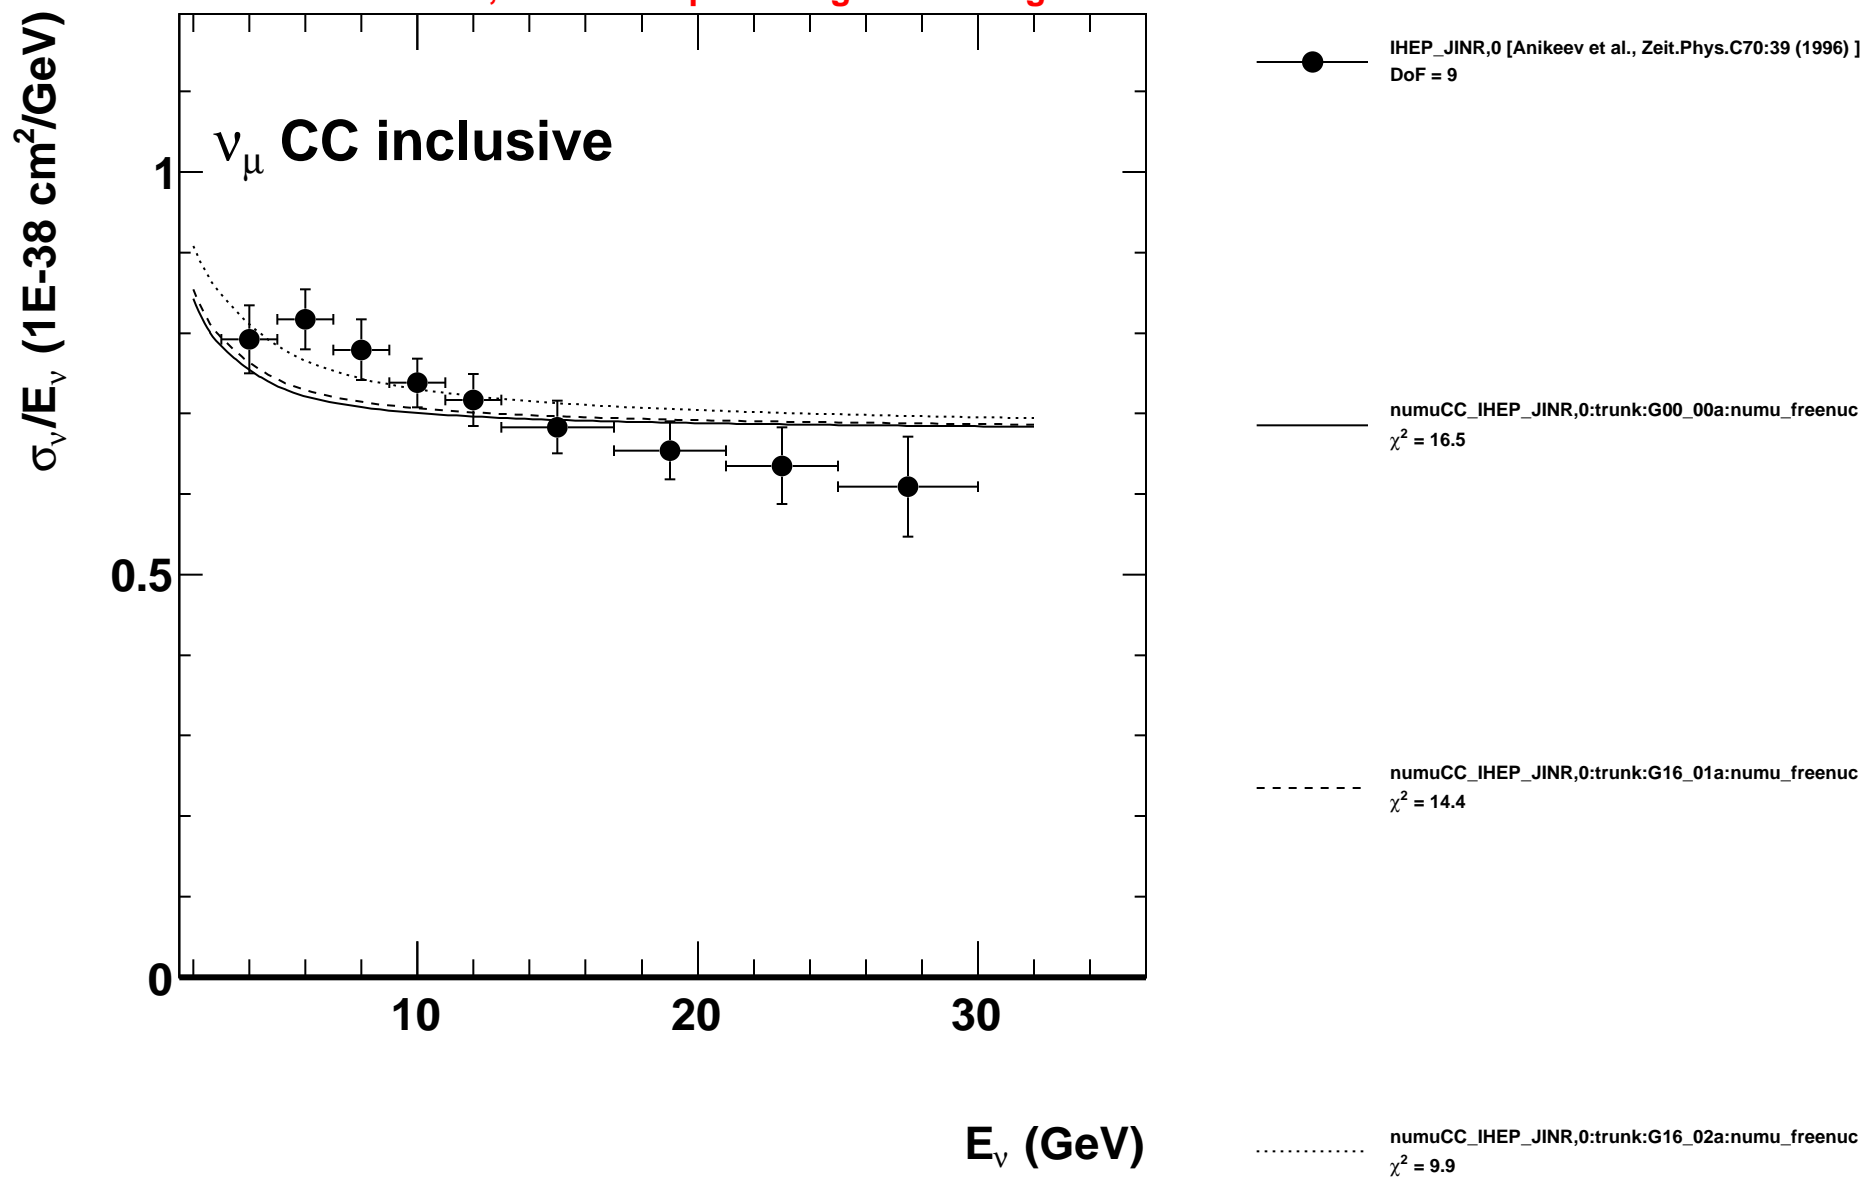 νμ CC inclusive
σν/Eν (1E-38 cm2/GeV)
1
0.5
0
10 20 30
Eν (GeV)
IHEP_JINR,0 [Anikeev et al., Zeit.Phys.C70:39 (1996) ]
DoF = 9
numuCC_IHEP_JINR,0:trunk:G00_00a:numu_freenuc
χ2 = 16.5
numuCC_IHEP_JINR,0:trunk:G16_01a:numu_freenuc
χ2 = 14.4
numuCC_IHEP_JINR,0:trunk:G16_02a:numu_freenuc
χ2 = 9.9